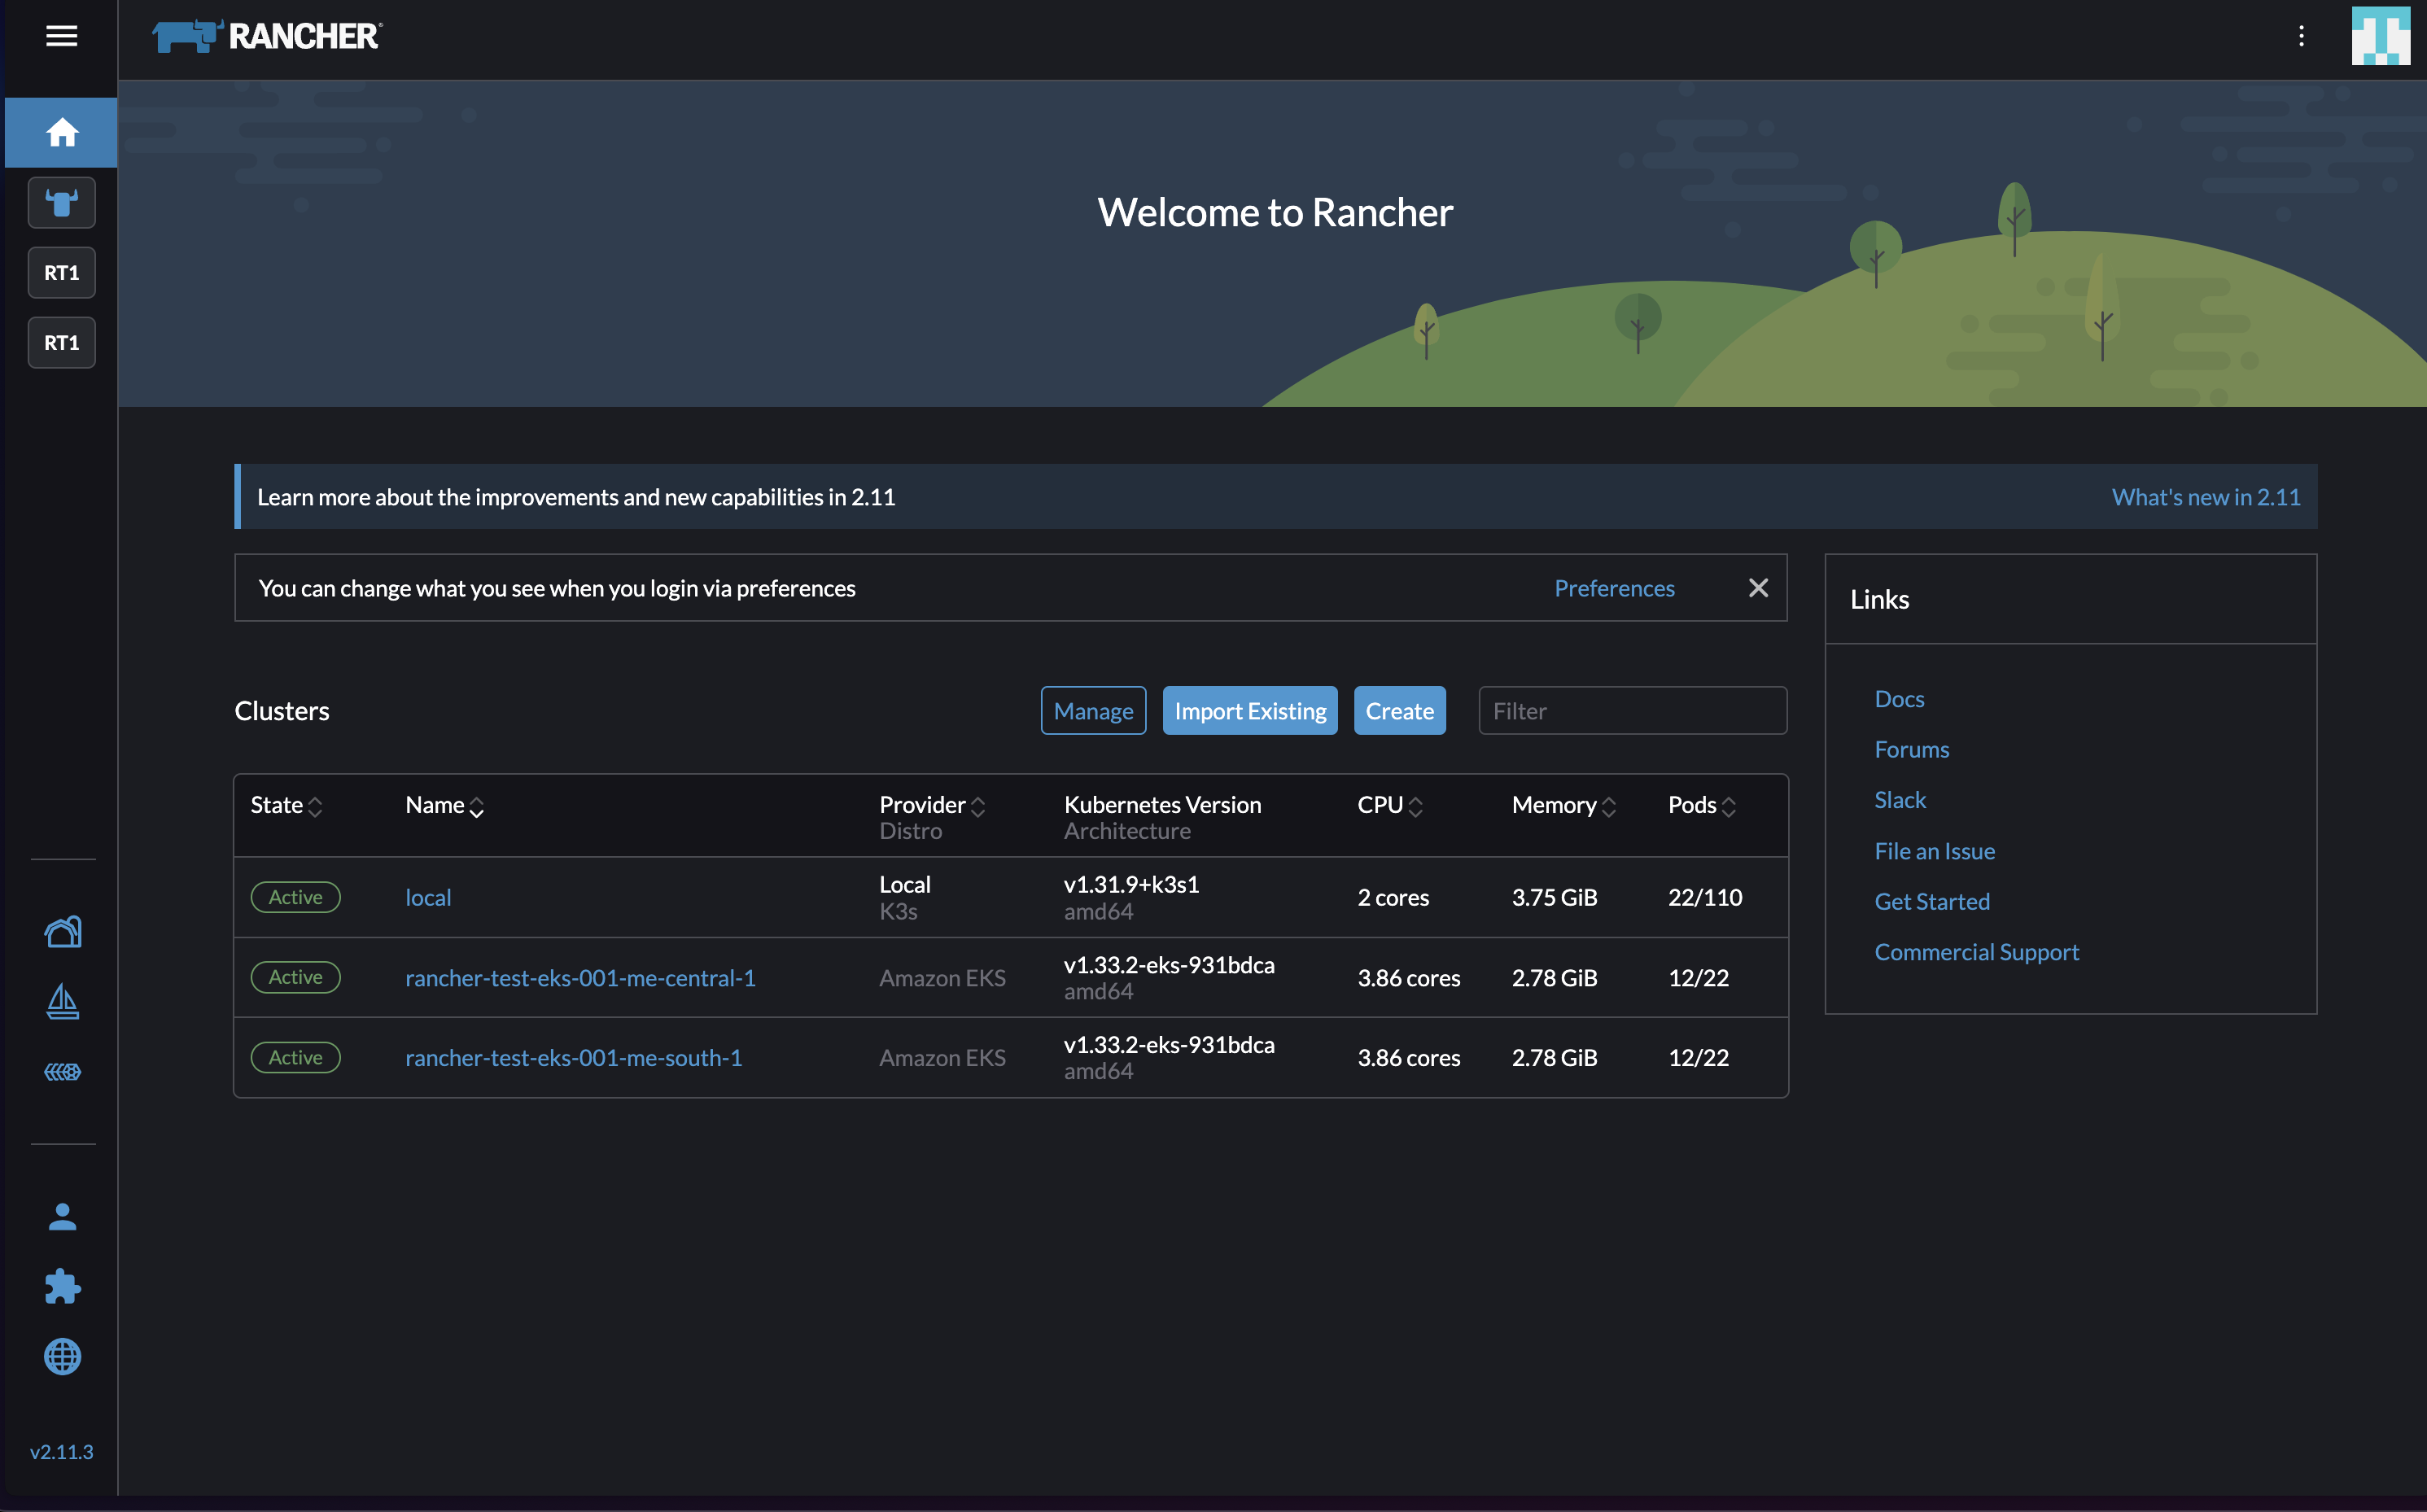 RANCHER
RT1
RT1
Welcome to Rancher
Learn more about the improvements and new capabilities in 2.11 What's new in 2.11
You can change what you see when you login via preferences Preferences
Links
Docs
Forums
Slack
File an Issue
Get Started
Commercial Support
Clusters Manage Import Existing Create Filter
State Name Provider Kubernetes Version CPU Memory Pods
Distro Architecture
Active local Local v1.31.9+k3s1 2 cores 3.75 GiB 22/110
K3s amd64
Active rancher-test-eks-001-me-central-1 Amazon EKS v1.33.2-eks-931bdca 3.86 cores 2.78 GiB 12/22
amd64
Active rancher-test-eks-001-me-south-1 Amazon EKS v1.33.2-eks-931bdca 3.86 cores 2.78 GiB 12/22
amd64
v2.11.3